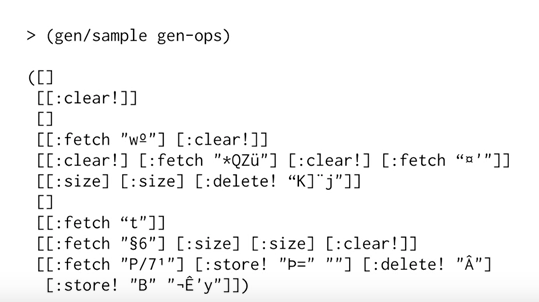 > (gen/sample gen-ops)
([]
[[:clear!]]
[]
[[:fetch "wº"] [:clear!]]
[[:clear!] [:fetch "*QZü"] [:clear!] [:fetch “¤'"]]
[[:size] [:size] [:delete! “K]¨j"]]
[]
[[:fetch “t"]]
[[:fetch "§6"] [:size] [:size] [:clear!]]
[[:fetch "P/7¹"] [:store! "Þ=" ""] [:delete! "Â"]
[:store! "B" "¬Ê'y"]])